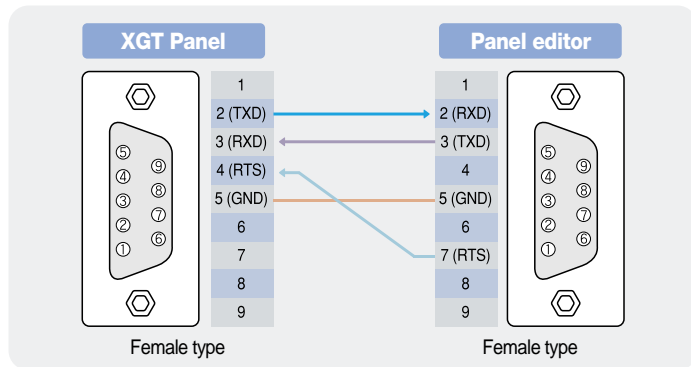 XGT Panel
Panel editor
1
2 (TXD)
3 (RXD)
4 (RTS)
5 (GND)
6
7
8
9
1
2 (RXD)
3 (TXD)
4
5 (GND)
6
7 (RTS)
8
9
⑤
④
③
②
①
⑨
⑧
⑦
⑥
⑤
④
③
②
①
⑨
⑧
⑦
⑥
Female type
Female type